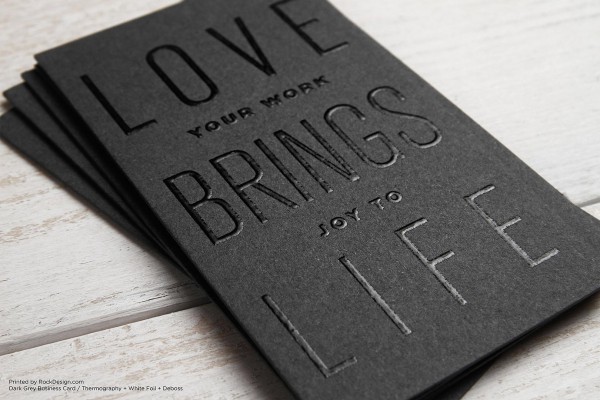 LOVE
YOUR WORK
BRINGS
JOY TO
LIFE
Printed by RockDesign.com
Dark Grey Business Card / Thermography + White Foil + Deboss